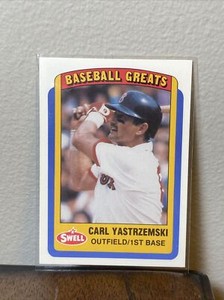 BASEBALL GREATS
CARL YASTRZEMSKI
SWELL
OUTFIELD/1ST BASE